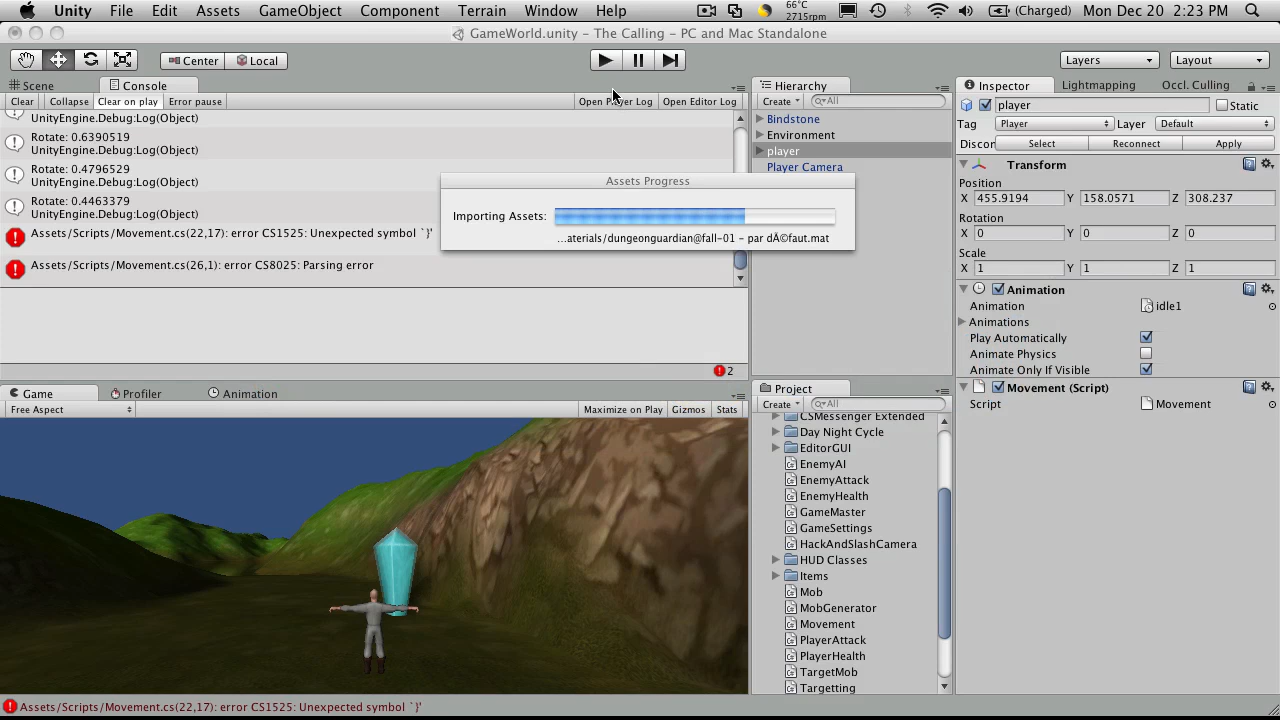 Unity File Edit Assets GameObject Component Terrain Window Help 66°C 2715rpm (Charged) Mon Dec 20 2:23 PM
GameWorld.unity – The Calling – PC and Mac Standalone
Center Local Layers Layout
Scene Console
Clear Collapse Clear on play Error pause Open Player Log Open Editor Log
UnityEngine.Debug:Log(Object)
Rotate: 0.6390519
UnityEngine.Debug:Log(Object)
Rotate: 0.4796529
UnityEngine.Debug:Log(Object)
Rotate: 0.4463379
UnityEngine.Debug:Log(Object)
Assets/Scripts/Movement.cs(22,17): error CS1525: Unexpected symbol `}'
Assets/Scripts/Movement.cs(26,1): error CS8025: Parsing error
2
Assets Progress
Importing Assets:
...aterials/dungeonguardian@fall-01 – par dÃ©faut.mat
Hierarchy
Create All
Bindstone
Environment
player
Player Camera
Inspector Lightmapping Occl. Culling
player Static
Tag Player Layer Default
Discor Select Reconnect Apply
Transform
Position
X 455.9194 Y 158.0571 Z 308.237
Rotation
X 0 Y 0 Z 0
Scale
X 1 Y 1 Z 1
Animation
Animation idle1
Animations
Play Automatically
Animate Physics
Animate Only If Visible
Movement (Script)
Script Movement
Game Profiler Animation
Free Aspect Maximize on Play Gizmos Stats
Project
Create All
CSMessenger Extended
Day Night Cycle
EditorGUI
EnemyAI
EnemyAttack
EnemyHealth
GameMaster
GameSettings
HackAndSlashCamera
HUD Classes
Items
Mob
MobGenerator
Movement
PlayerAttack
PlayerHealth
TargetMob
Targetting
Assets/Scripts/Movement.cs(22,17): error CS1525: Unexpected symbol `}'